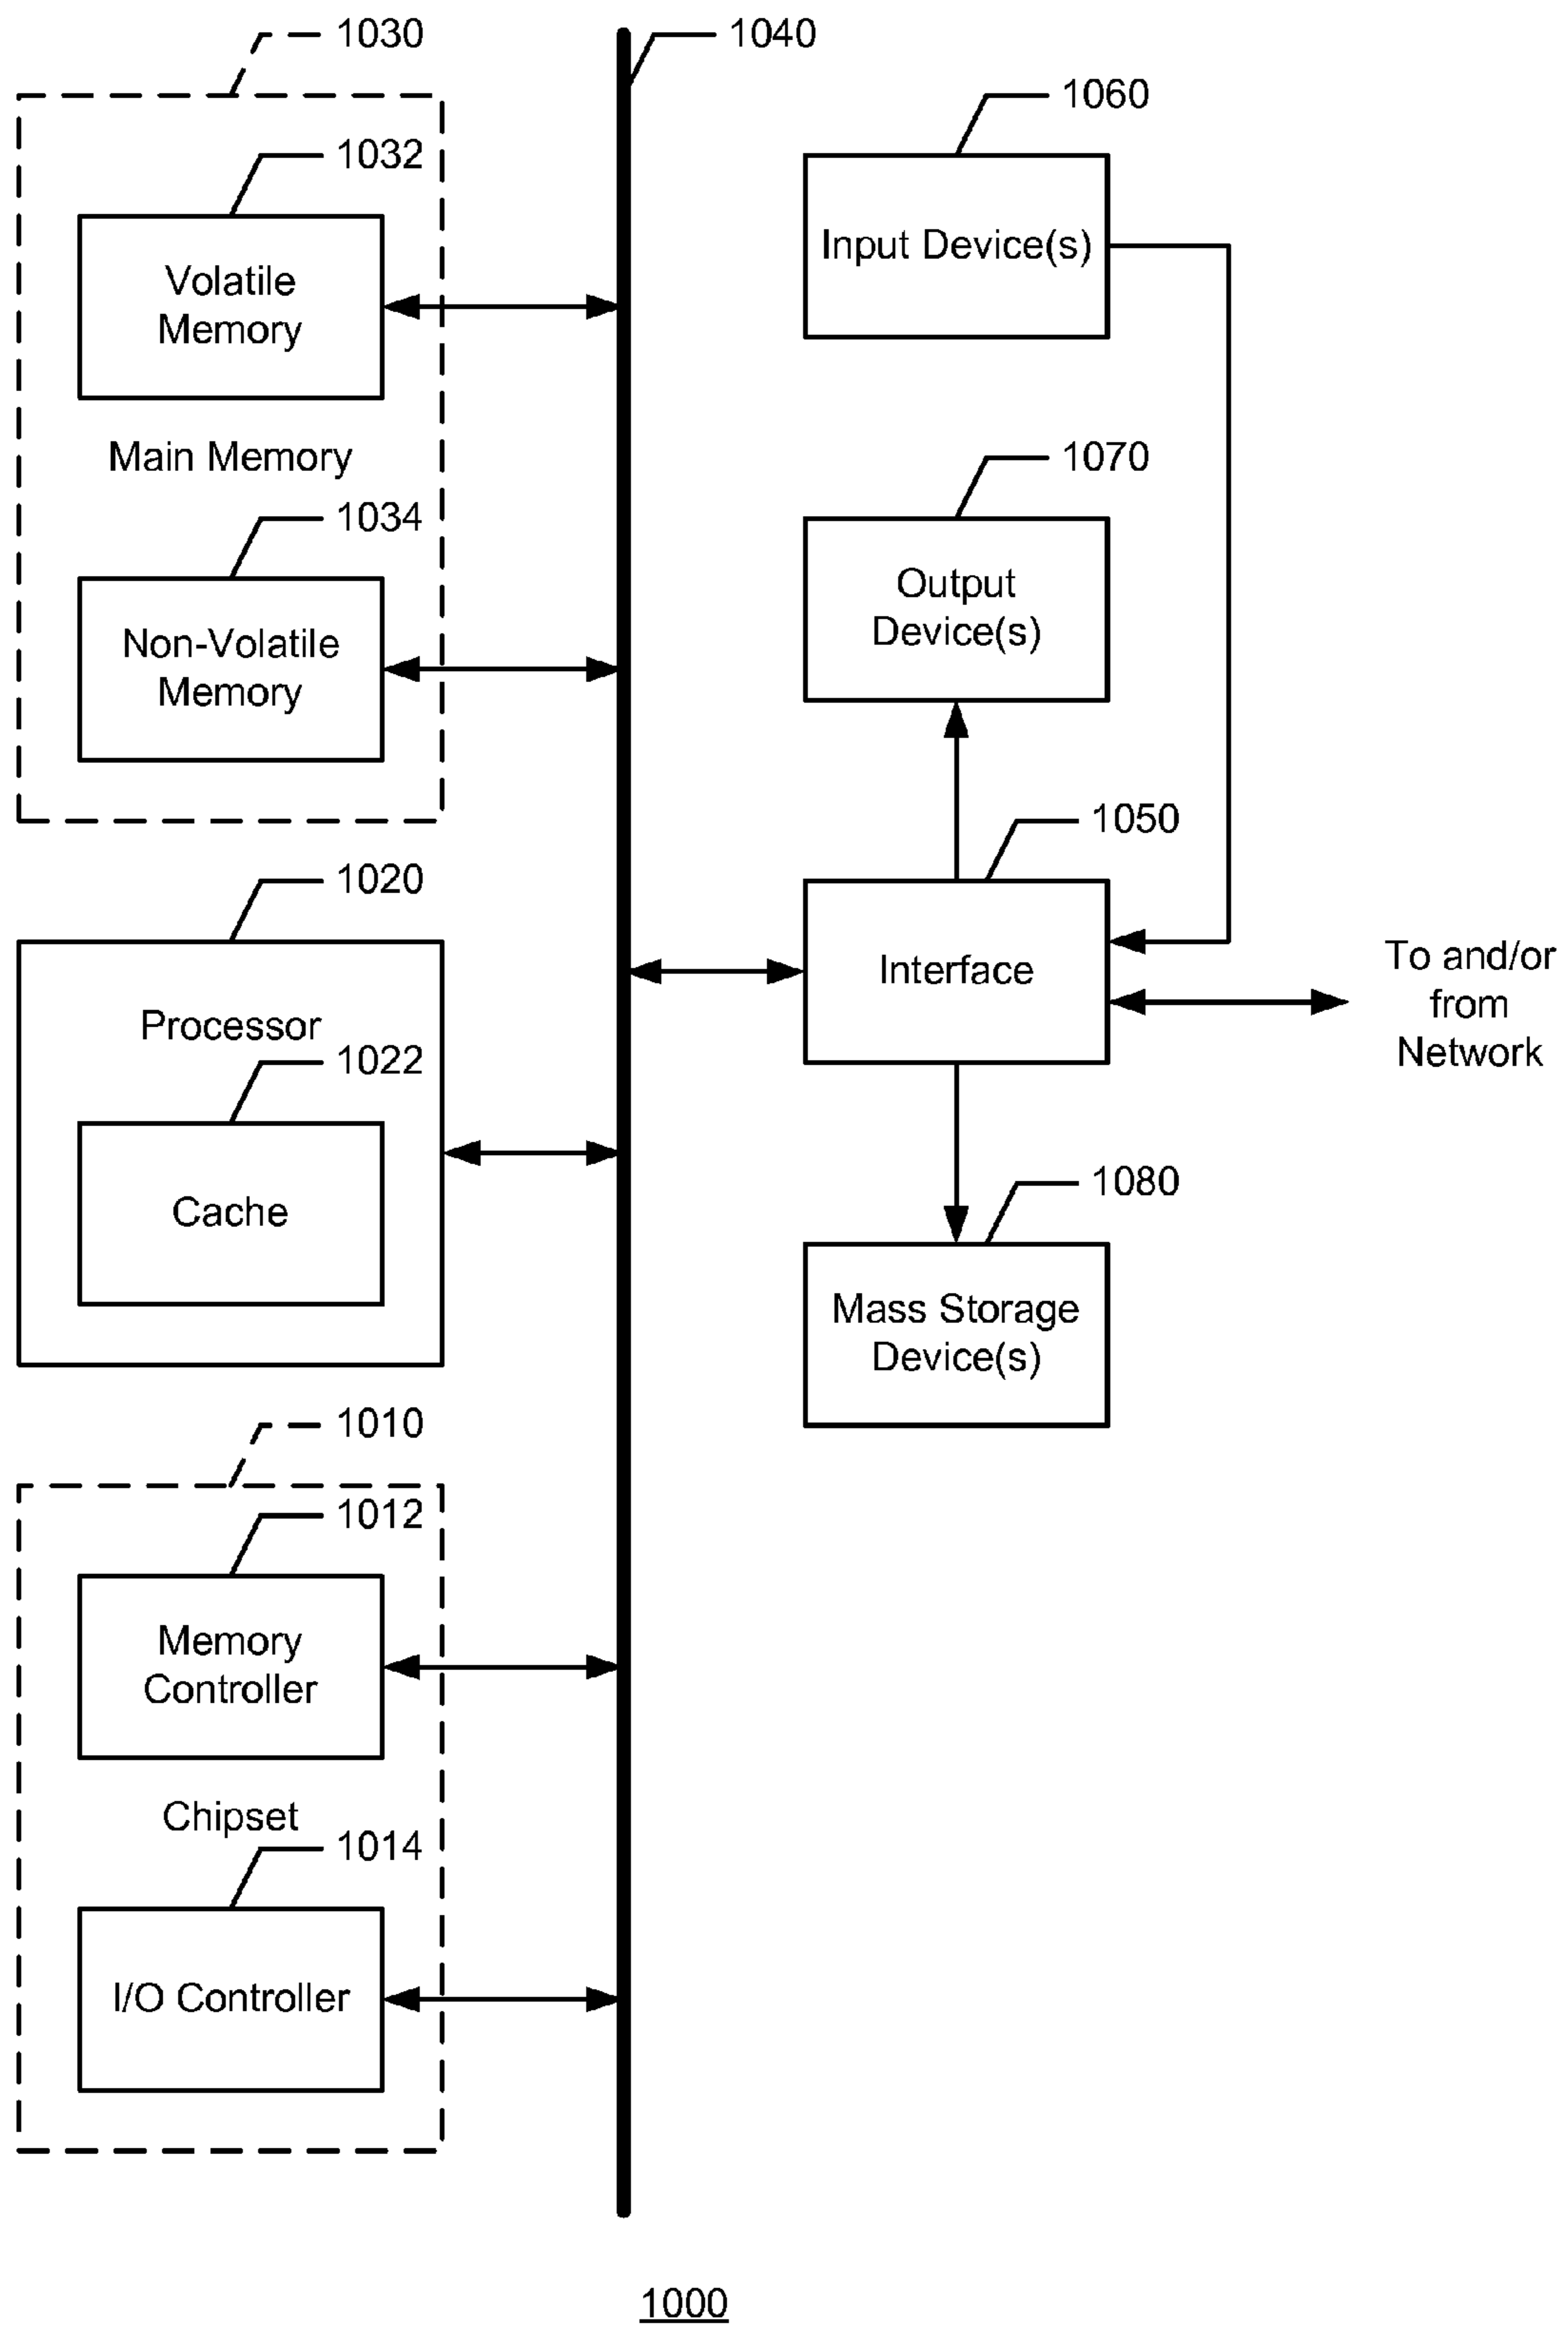 1030
1040
1060
1032
Volatile
Memory
Input Device(s)
Main Memory
1070
1034
Non-Volatile
Memory
Output
Device(s)
1050
1020
Interface
To and/or
from
Network
Processor
1022
Cache
1080
Mass Storage
Device(s)
1010
1012
Memory
Controller
Chipset
1014
I/O Controller
1000